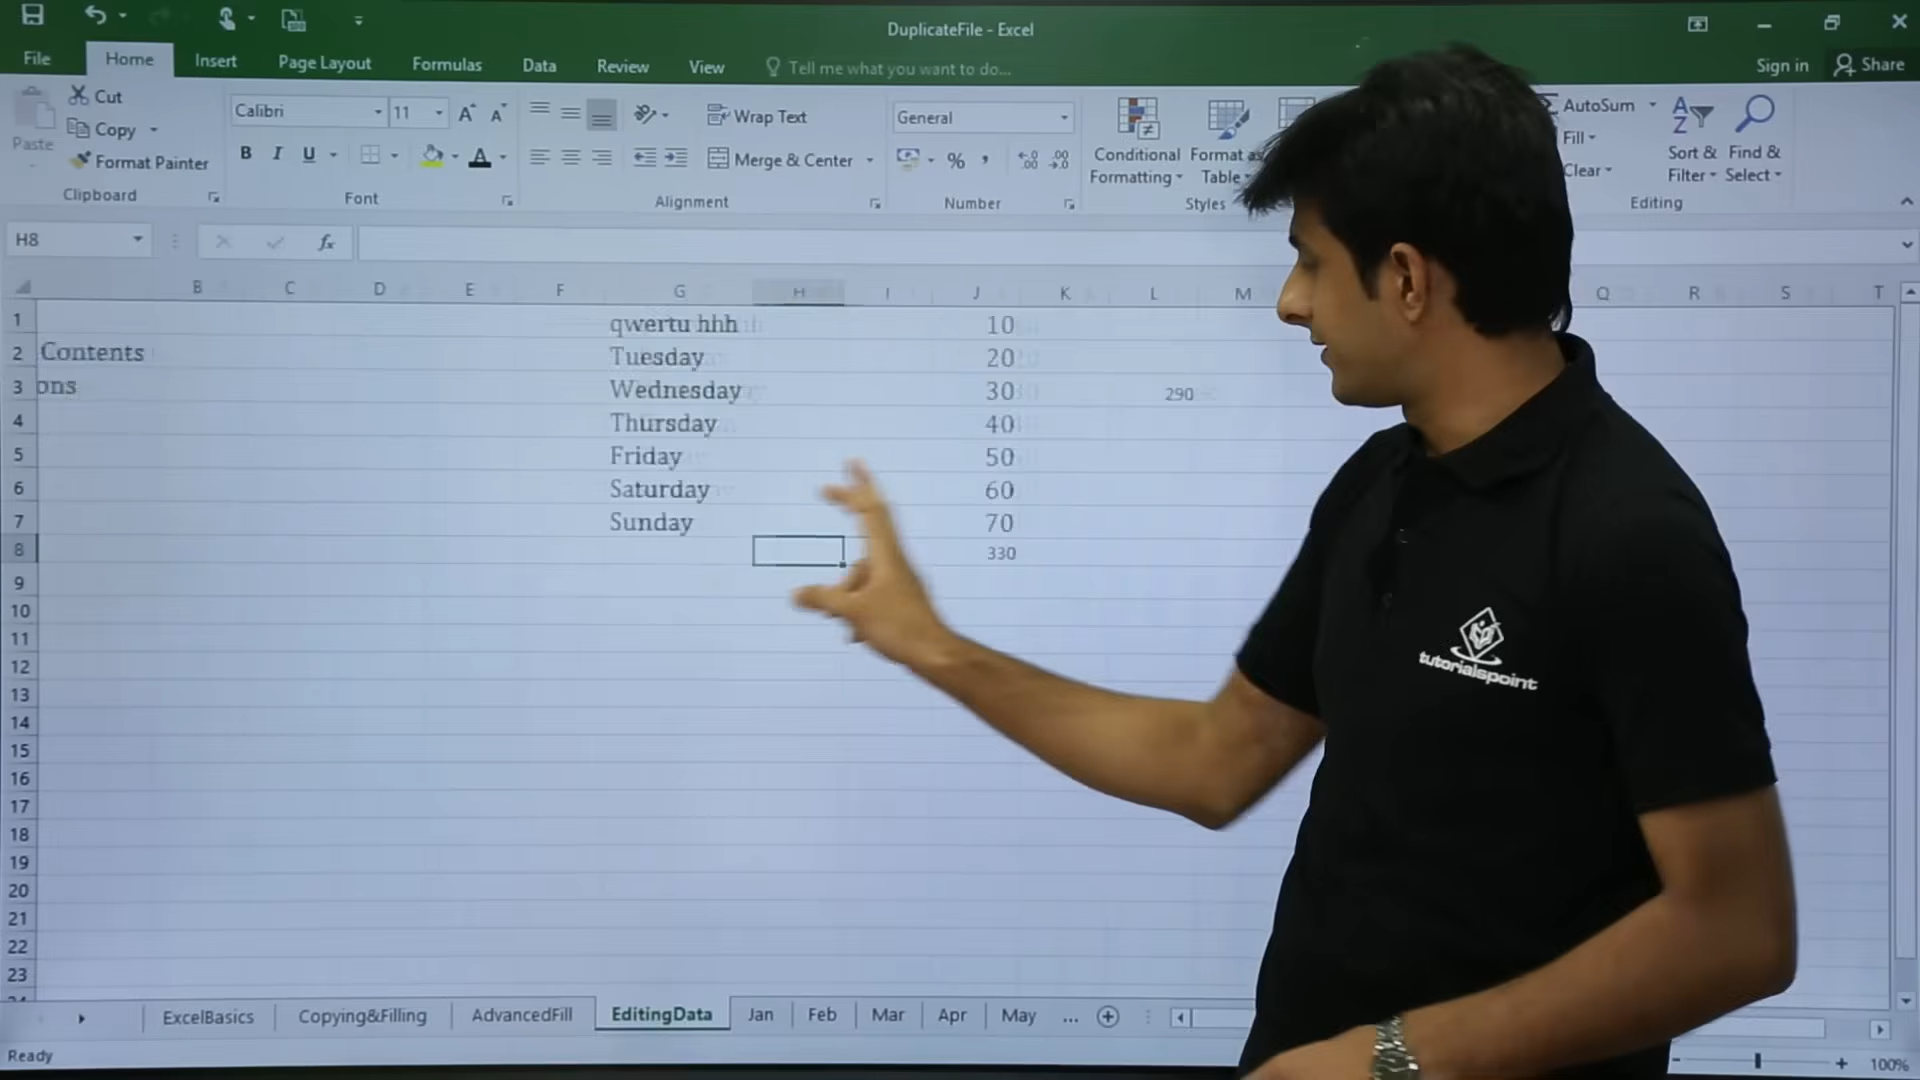 DuplicateFile - Excel
File Home Insert Page Layout Formulas Data Review View Tell me what you want to do... Sign in Share
Paste Cut Copy Format Painter Clipboard
Calibri 11 B I U A Font
Wrap Text Merge & Center Alignment
General % Number
Conditional Formatting Format as Table Styles
AutoSum Fill Clear Sort & Filter Find & Select Editing
H8 fx
B C D E F G H I J K L M Q R S T
1 qwertu hhh 10
2 Contents Tuesday 20
3 ons Wednesday 30 290
4 Thursday 40
5 Friday 50
6 Saturday 60
7 Sunday 70
8 330
9
10
11
12
13
14
15
16
17
18
19
20
21
22
23
tutorialspoint
ExcelBasics Copying&Filling AdvancedFill EditingData Jan Feb Mar Apr May ...
Ready 100%